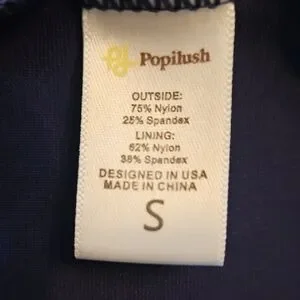 Popilush
OUTSIDE:
75% Nylon
25% Spandex
LINING:
62% Nylon
38% Spandex
DESIGNED IN USA
MADE IN CHINA
S